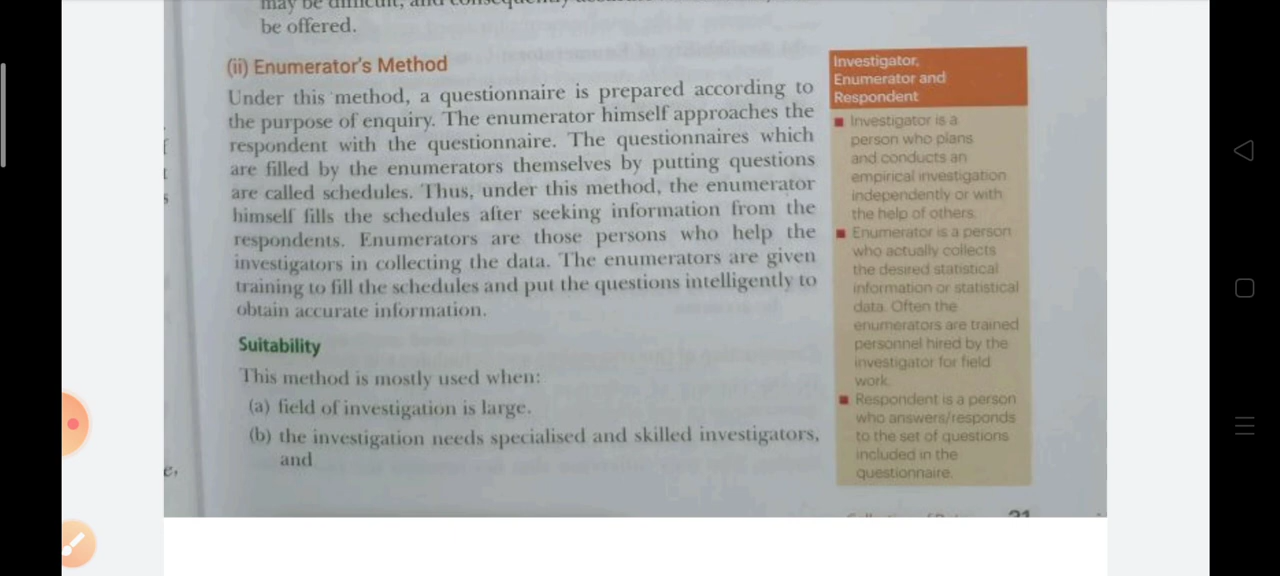 be offered.
(ii) Enumerator's Method
Under this method, a questionnaire is prepared according to
the purpose of enquiry. The enumerator himself approaches the
respondent with the questionnaire. The questionnaires which
are filled by the enumerators themselves by putting questions
are called schedules. Thus, under this method, the enumerator
himself fills the schedules after seeking information from the
respondents. Enumerators are those persons who help the
investigators in collecting the data. The enumerators are given
training to fill the schedules and put the questions intelligently to
obtain accurate information.
Suitability
This method is mostly used when:
(a) field of investigation is large.
(b) the investigation needs specialised and skilled investigators,
and
Investigator,
Enumerator and
Respondent
Investigator is a
person who plans
and conducts an
empirical investigation
independently or with
the help of others.
Enumerator is a person
who actually collects
the desired statistical
information or statistical
data. Often the
enumerators are trained
personnel hired by the
investigator for field
work.
Respondent is a person
who answers/responds
to the set of questions
included in the
questionnaire.